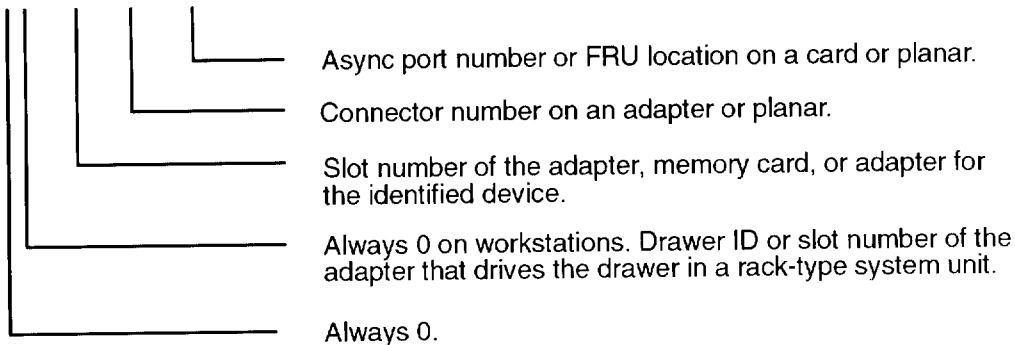 Async port number or FRU location on a card or planar.
Connector number on an adapter or planar.
Slot number of the adapter, memory card, or adapter for
the identified device.
Always 0 on workstations. Drawer ID or slot number of the
adapter that drives the drawer in a rack-type system unit.
Always 0.